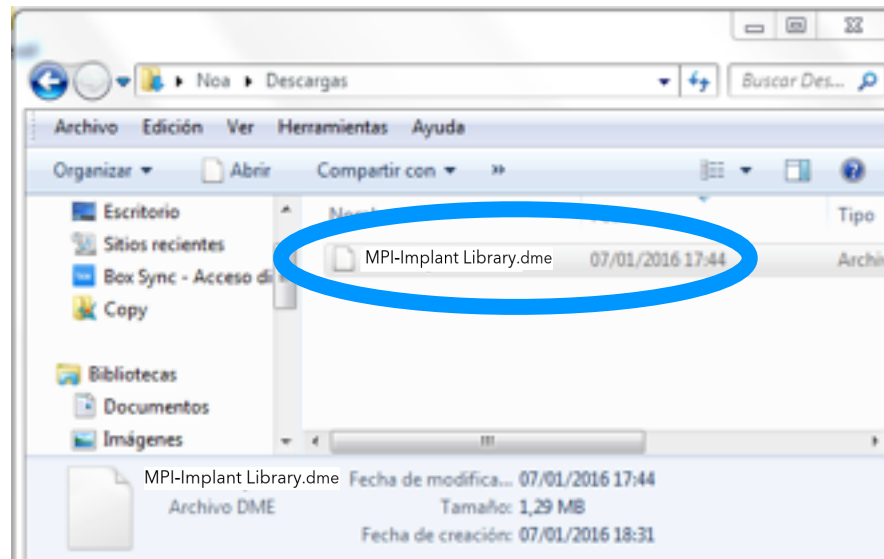 Noa ▸ Descargas
Buscar Des...
Archivo Edición Ver Herramientas Ayuda
Organizar Abrir Compartir con »
Escritorio
Tipo
Sitios recientes
MPI-Implant Library.dme 07/01/2016 17:44
Box Sync - Acceso di
Copy
Bibliotecas
Documentos
Imágenes
MPI-Implant Library.dme Fecha de modifica... 07/01/2016 17:44
Archivo DME Tamaño: 1,29 MB
Fecha de creación: 07/01/2016 18:31